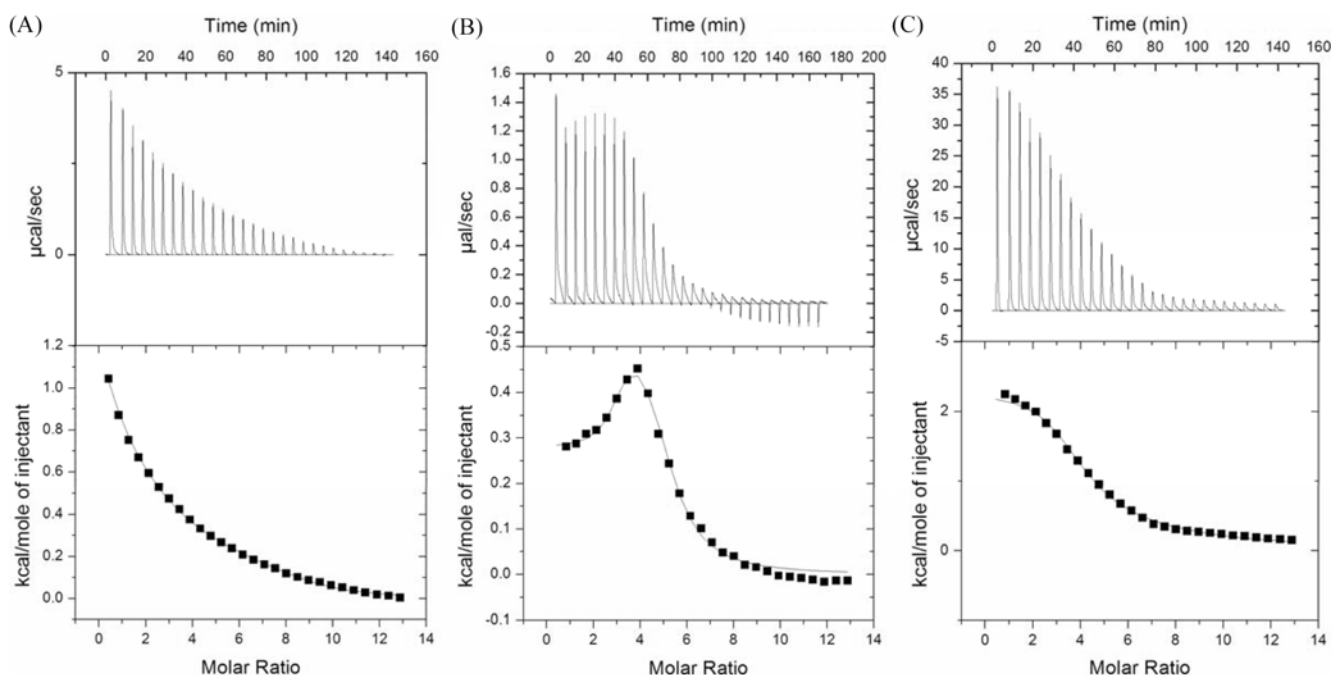 (A)
Time (min)
0 20 40 60 80 100 120 140 160
5
0
µcal/sec
1.2
1.0
0.8
0.6
0.4
0.2
0.0
kcal/mole of injectant
0 2 4 6 8 10 12 14
Molar Ratio
(B)
Time (min)
0 20 40 60 80 100 120 140 160 180 200
1.6
1.4
1.2
1.0
0.8
0.6
0.4
0.2
0.0
-0.2
µal/sec
0.5
0.4
0.3
0.2
0.1
0.0
-0.1
kcal/mole of injectant
0 2 4 6 8 10 12 14
Molar Ratio
(C)
Time (min)
0 20 40 60 80 100 120 140 160
40
35
30
25
20
15
10
5
0
-5
µcal/sec
2
0
kcal/mole of injectant
0 2 4 6 8 10 12 14
Molar Ratio